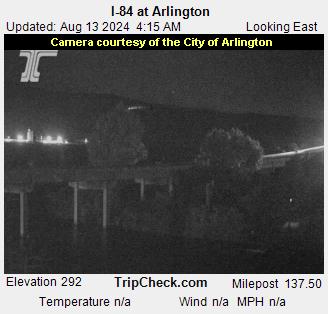 I-84 at Arlington
Updated: Aug 13 2024 4:15 AM Looking East
Camera courtesy of the City of Arlington
Elevation 292 TripCheck.com Milepost 137.50
Temperature n/a Wind n/a MPH n/a